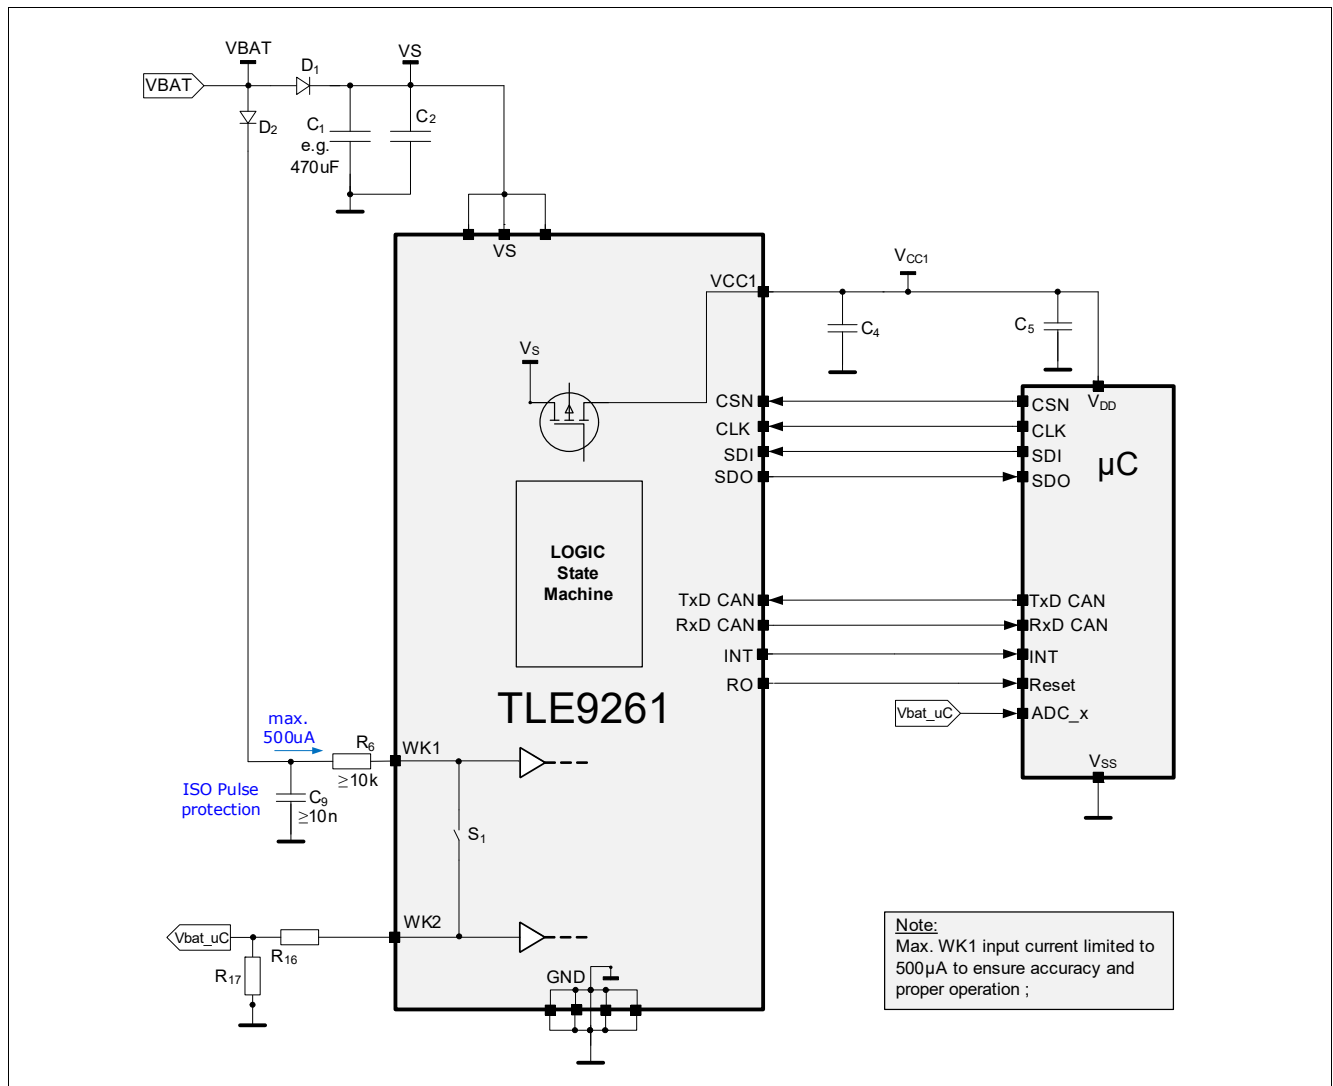 VBAT
VBAT
D1
VS
D2
C1
e.g.
470uF
C2
VS
VCC1
VCC1
C4
C5
VS
CSN
CLK
SDI
SDO
CSN
VDD
CLK
SDI
SDO
µC
LOGIC
State
Machine
TxD CAN
RxD CAN
INT
RO
TxD CAN
RxD CAN
INT
Reset
Vbat_uC
ADC_x
VSS
TLE9261
max.
500uA
R6
≥10k
WK1
ISO Pulse
protection
C9
≥10n
S1
WK2
Vbat_uC
R16
R17
GND
Note:
Max. WK1 input current limited to
500µA to ensure accuracy and
proper operation ;